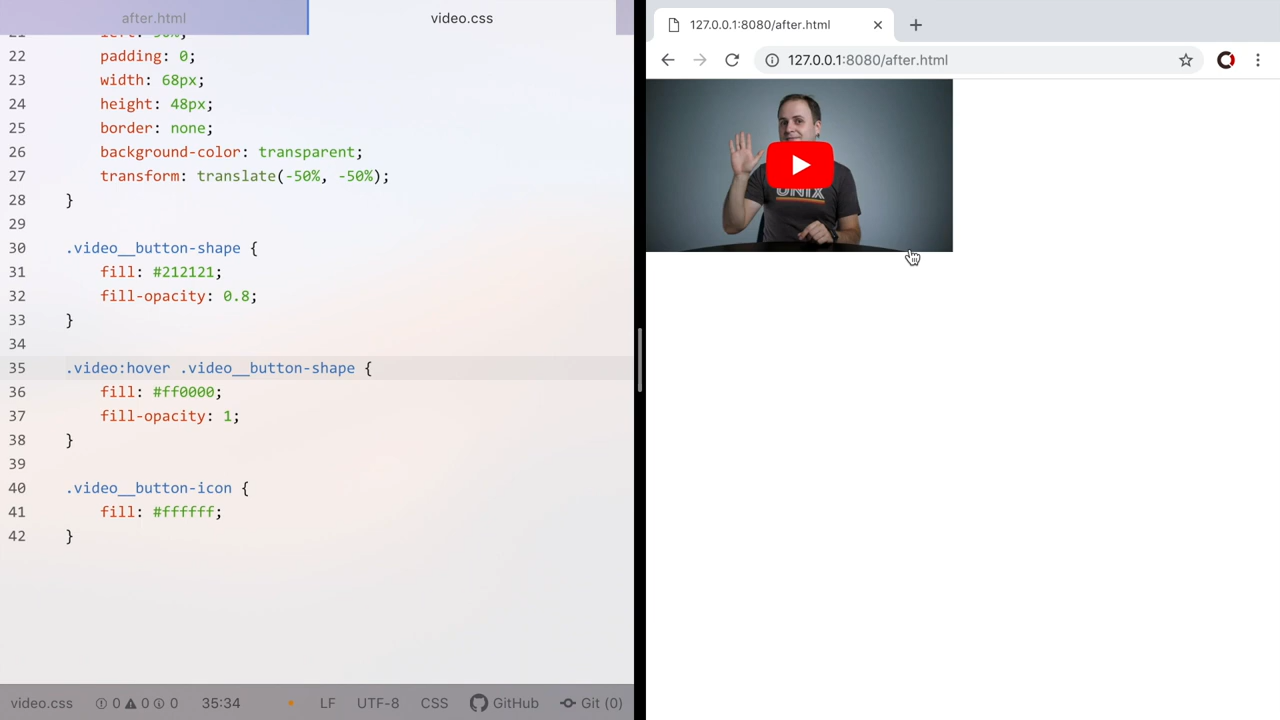 after.html
video.css
21 left: 50%;
22 padding: 0;
23 width: 68px;
24 height: 48px;
25 border: none;
26 background-color: transparent;
27 transform: translate(-50%, -50%);
28 }
29
30 .video__button-shape {
31 fill: #212121;
32 fill-opacity: 0.8;
33 }
34
35 .video:hover .video__button-shape {
36 fill: #ff0000;
37 fill-opacity: 1;
38 }
39
40 .video__button-icon {
41 fill: #ffffff;
42 }
video.css 0 0 0 35:34 LF UTF-8 CSS GitHub Git (0)
127.0.0.1:8080/after.html
127.0.0.1:8080/after.html
UNIX